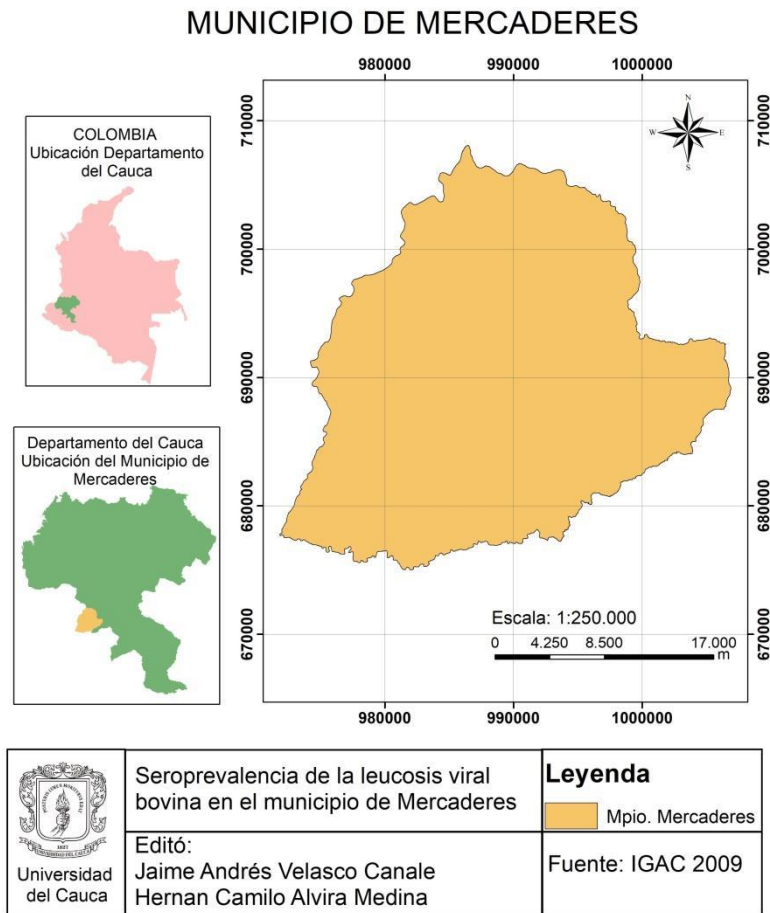 MUNICIPIO DE MERCADERES
COLOMBIA
Ubicación Departamento
del Cauca
Departamento del Cauca
Ubicación del Municipio de
Mercaderes
980000 990000 1000000
710000 710000
N
W E
S
700000 700000
690000 690000
680000 680000
670000 670000
Escala: 1:250.000
0 4.250 8.500 17.000
m
980000 990000 1000000
Universidad
del Cauca
Seroprevalencia de la leucosis viral
bovina en el municipio de Mercaderes
Editó:
Jaime Andrés Velasco Canale
Hernan Camilo Alvira Medina
Leyenda
Mpio. Mercaderes
Fuente: IGAC 2009